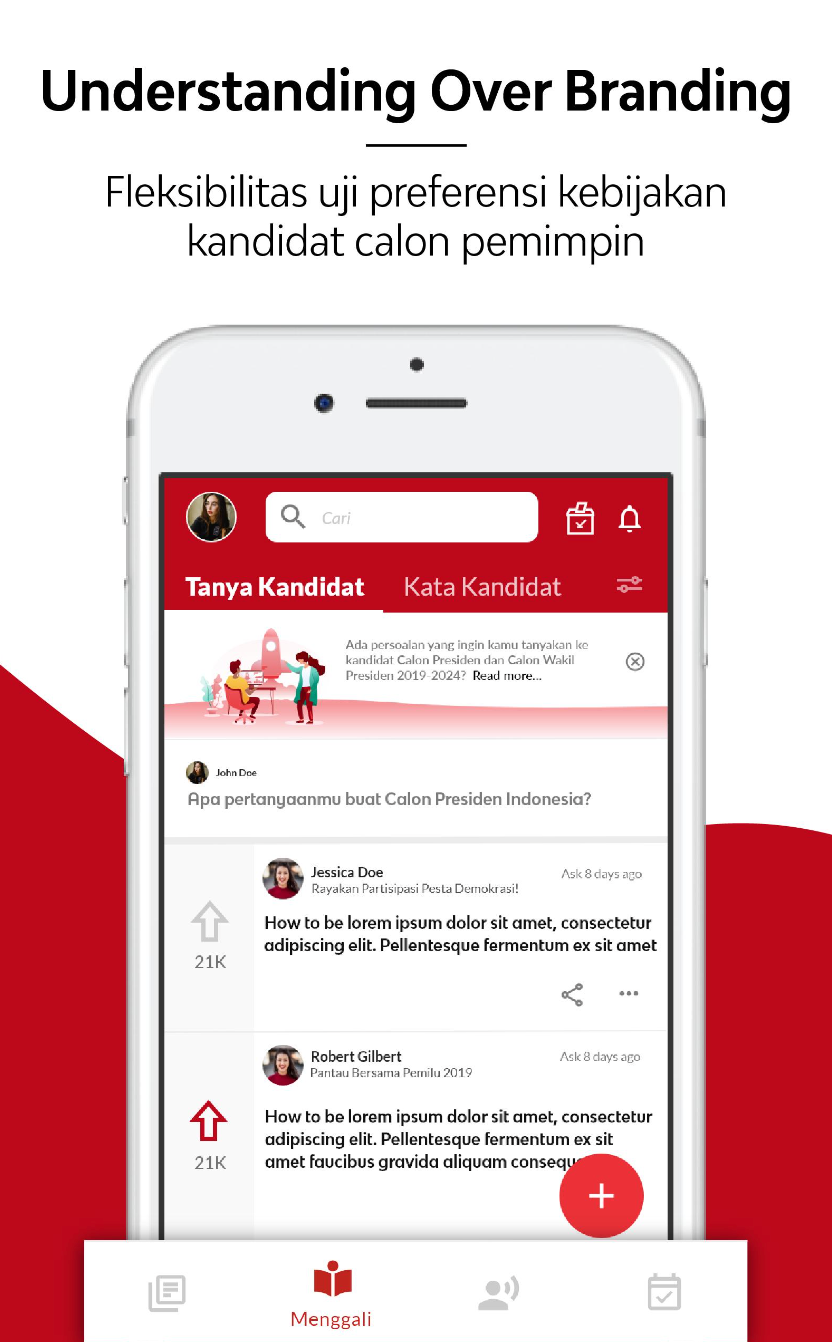 Understanding Over Branding
Fleksibilitas uji preferensi kebijakan
kandidat calon pemimpin
Cari
Tanya Kandidat
Kata Kandidat
Ada persoalan yang ingin kamu tanyakan ke
kandidat Calon Presiden dan Calon Wakil
Presiden 2019-2024? Read more...
John Doe
Apa pertanyaanmu buat Calon Presiden Indonesia?
Jessica Doe
Ask 8 days ago
Rayakan Partisipasi Pesta Demokrasi!
How to be lorem ipsum dolor sit amet, consectetur
adipiscing elit. Pellentesque fermentum ex sit amet
21K
Robert Gilbert
Ask 8 days ago
Pantau Bersama Pemilu 2019
How to be lorem ipsum dolor sit amet, consectetur
adipiscing elit. Pellentesque fermentum ex sit
amet faucibus gravida aliquam consequ
21K
Menggali